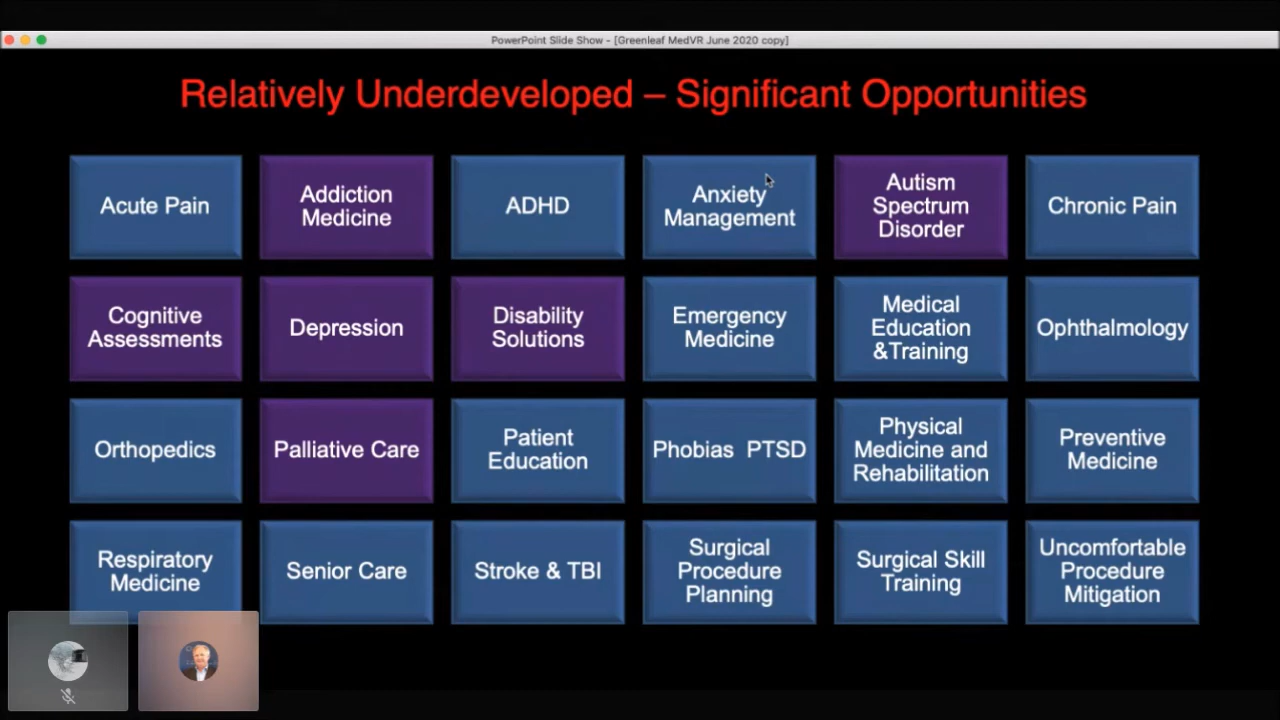 PowerPoint Slide Show - [Greenleaf MedVR June 2020 copy]
Relatively Underdeveloped – Significant Opportunities
Acute Pain
Addiction
Medicine
ADHD
Anxiety
Management
Autism
Spectrum
Disorder
Chronic Pain
Cognitive
Assessments
Depression
Disability
Solutions
Emergency
Medicine
Medical
Education
&Training
Ophthalmology
Orthopedics
Palliative Care
Patient
Education
Phobias PTSD
Physical
Medicine and
Rehabilitation
Preventive
Medicine
Respiratory
Medicine
Senior Care
Stroke & TBI
Surgical
Procedure
Planning
Surgical Skill
Training
Uncomfortable
Procedure
Mitigation